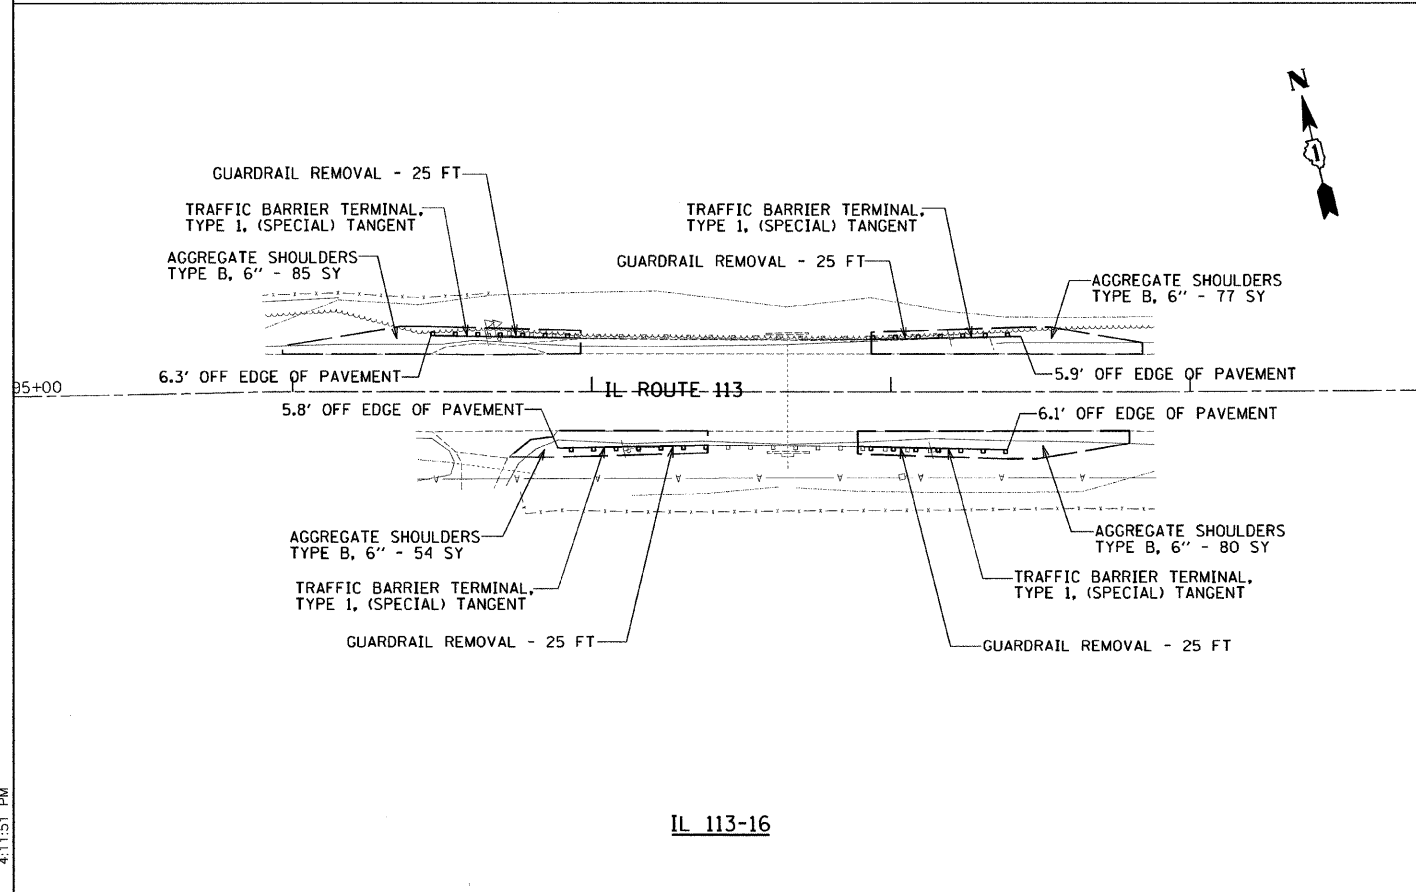 N
1
GUARDRAIL REMOVAL - 25 FT
TRAFFIC BARRIER TERMINAL,
TYPE 1, (SPECIAL) TANGENT
AGGREGATE SHOULDERS
TYPE B, 6" - 85 SY
TRAFFIC BARRIER TERMINAL,
TYPE 1, (SPECIAL) TANGENT
GUARDRAIL REMOVAL - 25 FT
AGGREGATE SHOULDERS
TYPE B, 6" - 77 SY
6.3' OFF EDGE OF PAVEMENT
5.9' OFF EDGE OF PAVEMENT
95+00
IL ROUTE 113
5.8' OFF EDGE OF PAVEMENT
6.1' OFF EDGE OF PAVEMENT
AGGREGATE SHOULDERS
TYPE B, 6" - 54 SY
TRAFFIC BARRIER TERMINAL,
TYPE 1, (SPECIAL) TANGENT
GUARDRAIL REMOVAL - 25 FT
AGGREGATE SHOULDERS
TYPE B, 6" - 80 SY
TRAFFIC BARRIER TERMINAL,
TYPE 1, (SPECIAL) TANGENT
GUARDRAIL REMOVAL - 25 FT
IL 113-16
4:11:51 PM